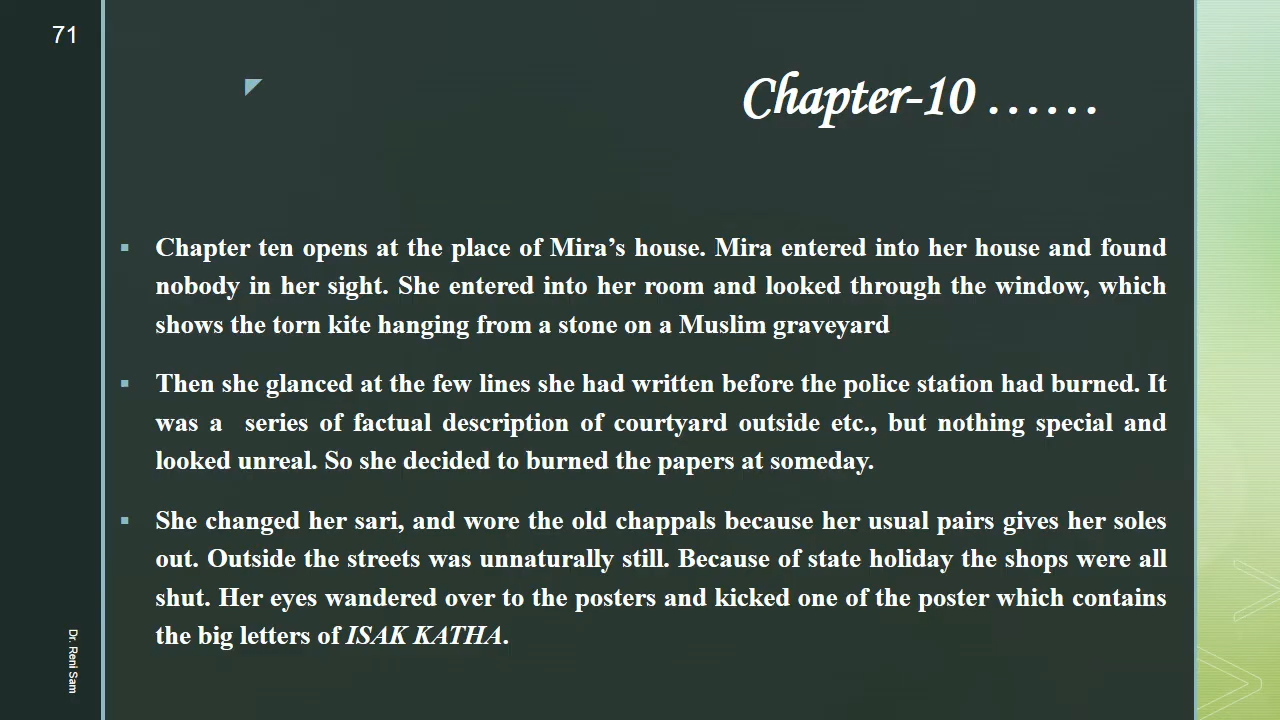 71
Chapter-10 ......
▪ Chapter ten opens at the place of Mira’s house. Mira entered into her house and found
nobody in her sight. She entered into her room and looked through the window, which
shows the torn kite hanging from a stone on a Muslim graveyard
▪ Then she glanced at the few lines she had written before the police station had burned. It
was a series of factual description of courtyard outside etc., but nothing special and
looked unreal. So she decided to burned the papers at someday.
▪ She changed her sari, and wore the old chappals because her usual pairs gives her soles
out. Outside the streets was unnaturally still. Because of state holiday the shops were all
shut. Her eyes wandered over to the posters and kicked one of the poster which contains
the big letters of ISAK KATHA.
Dr. Reni Sam